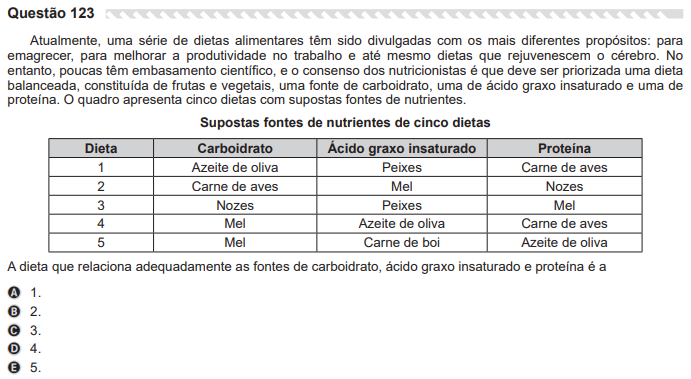 Questão 123
Atualmente, uma série de dietas alimentares têm sido divulgadas com os mais diferentes propósitos: para
emagrecer, para melhorar a produtividade no trabalho e até mesmo dietas que rejuvenescem o cérebro. No
entanto, poucas têm embasamento científico, e o consenso dos nutricionistas é que deve ser priorizada uma dieta
balanceada, constituída de frutas e vegetais, uma fonte de carboidrato, uma de ácido graxo insaturado e uma de
proteína. O quadro apresenta cinco dietas com supostas fontes de nutrientes.
Supostas fontes de nutrientes de cinco dietas
Dieta Carboidrato Ácido graxo insaturado Proteína
1 Azeite de oliva Peixes Carne de aves
2 Carne de aves Mel Nozes
3 Nozes Peixes Mel
4 Mel Azeite de oliva Carne de aves
5 Mel Carne de boi Azeite de oliva
A dieta que relaciona adequadamente as fontes de carboidrato, ácido graxo insaturado e proteína é a
A 1.
B 2.
C 3.
D 4.
E 5.